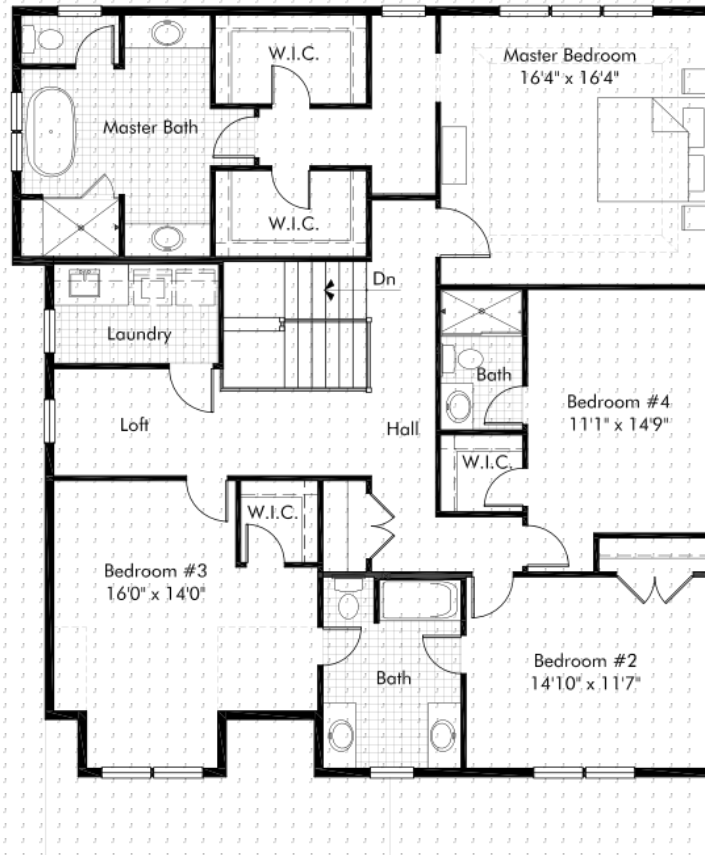 W.I.C.
Master Bedroom
16'4" x 16'4"
Master Bath
W.I.C.
Dn
Laundry
Bath
Bedroom #4
11'1" x 14'9"
Loft
Hall
W.I.C.
W.I.C.
Bedroom #3
16'0" x 14'0"
Bedroom #2
14'10" x 11'7"
Bath